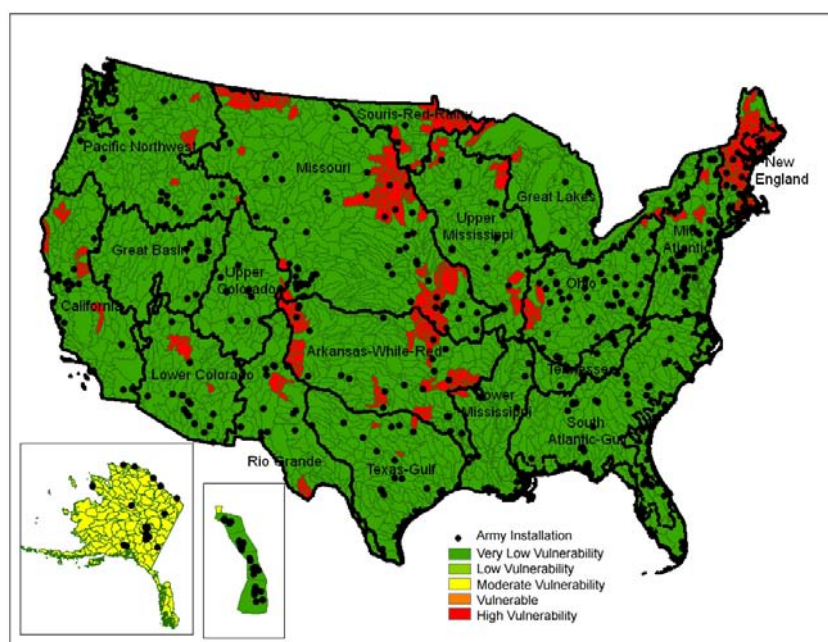 Souris-Red-Rainy
Pacific Northwest
Missouri
New
England
Great Lakes
Upper
Mississippi
Mid
Atlantic
Great Basin
Upper
Colorado
Ohio
California
Arkansas-White-Red
Lower Colorado
Tennessee
Lower
Mississippi
South
Atlantic-Gulf
Rio Grande
Texas-Gulf
Army Installation
Very Low Vulnerability
Low Vulnerability
Moderate Vulnerability
Vulnerable
High Vulnerability